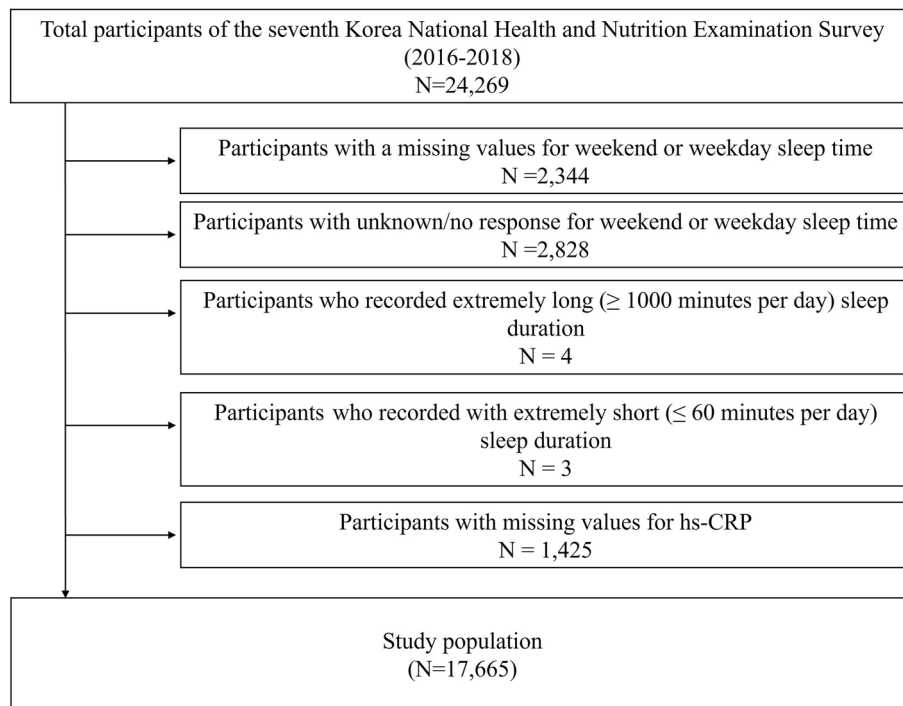 Total participants of the seventh Korea National Health and Nutrition Examination Survey
(2016-2018)
N=24,269
Participants with a missing values for weekend or weekday sleep time
N =2,344
Participants with unknown/no response for weekend or weekday sleep time
N =2,828
Participants who recorded extremely long (≥ 1000 minutes per day) sleep
duration
N = 4
Participants who recorded with extremely short (≤ 60 minutes per day)
sleep duration
N = 3
Participants with missing values for hs-CRP
N = 1,425
Study population
(N=17,665)